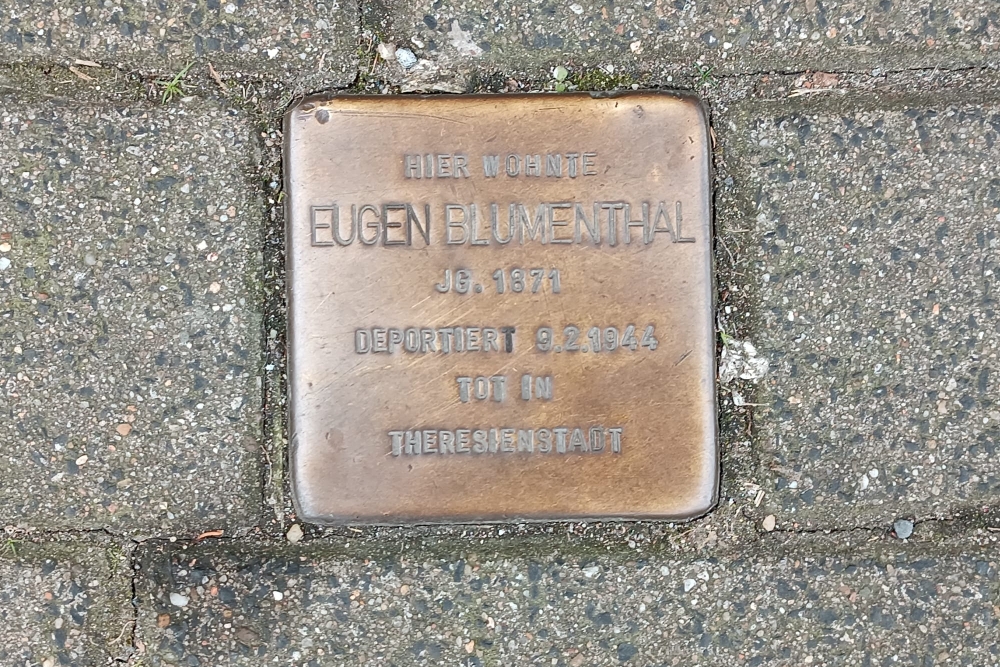 HIER WOHNTE
EUGEN BLUMENTHAL
JG. 1871
DEPORTIERT 9.2.1944
TOT IN
THERESIENSTADT